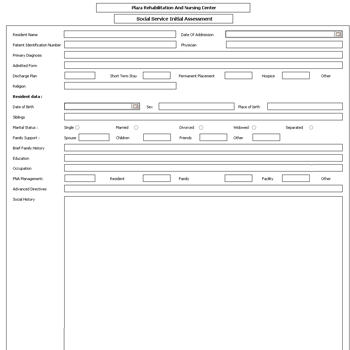 Plaza Rehabilitation And Nursing Center
Social Service Initial Assessment
Resident Name Date Of Addmission
Patient Identification Number Physician
Primary Diagnosis
Admitted Form
Discharge Plan Short Term Stay Permanent Placement Hospice Other
Religion
Resident data :
Date of Birth Sex Place of birth
Siblings
Marital Status : Single Married Divorced Widowed Separated
Family Support : Spouse Children Friends Other
Brief Family History
Education
Occupation
PNA Management: Resident Family Facility Other
Advanced Directives
Social History